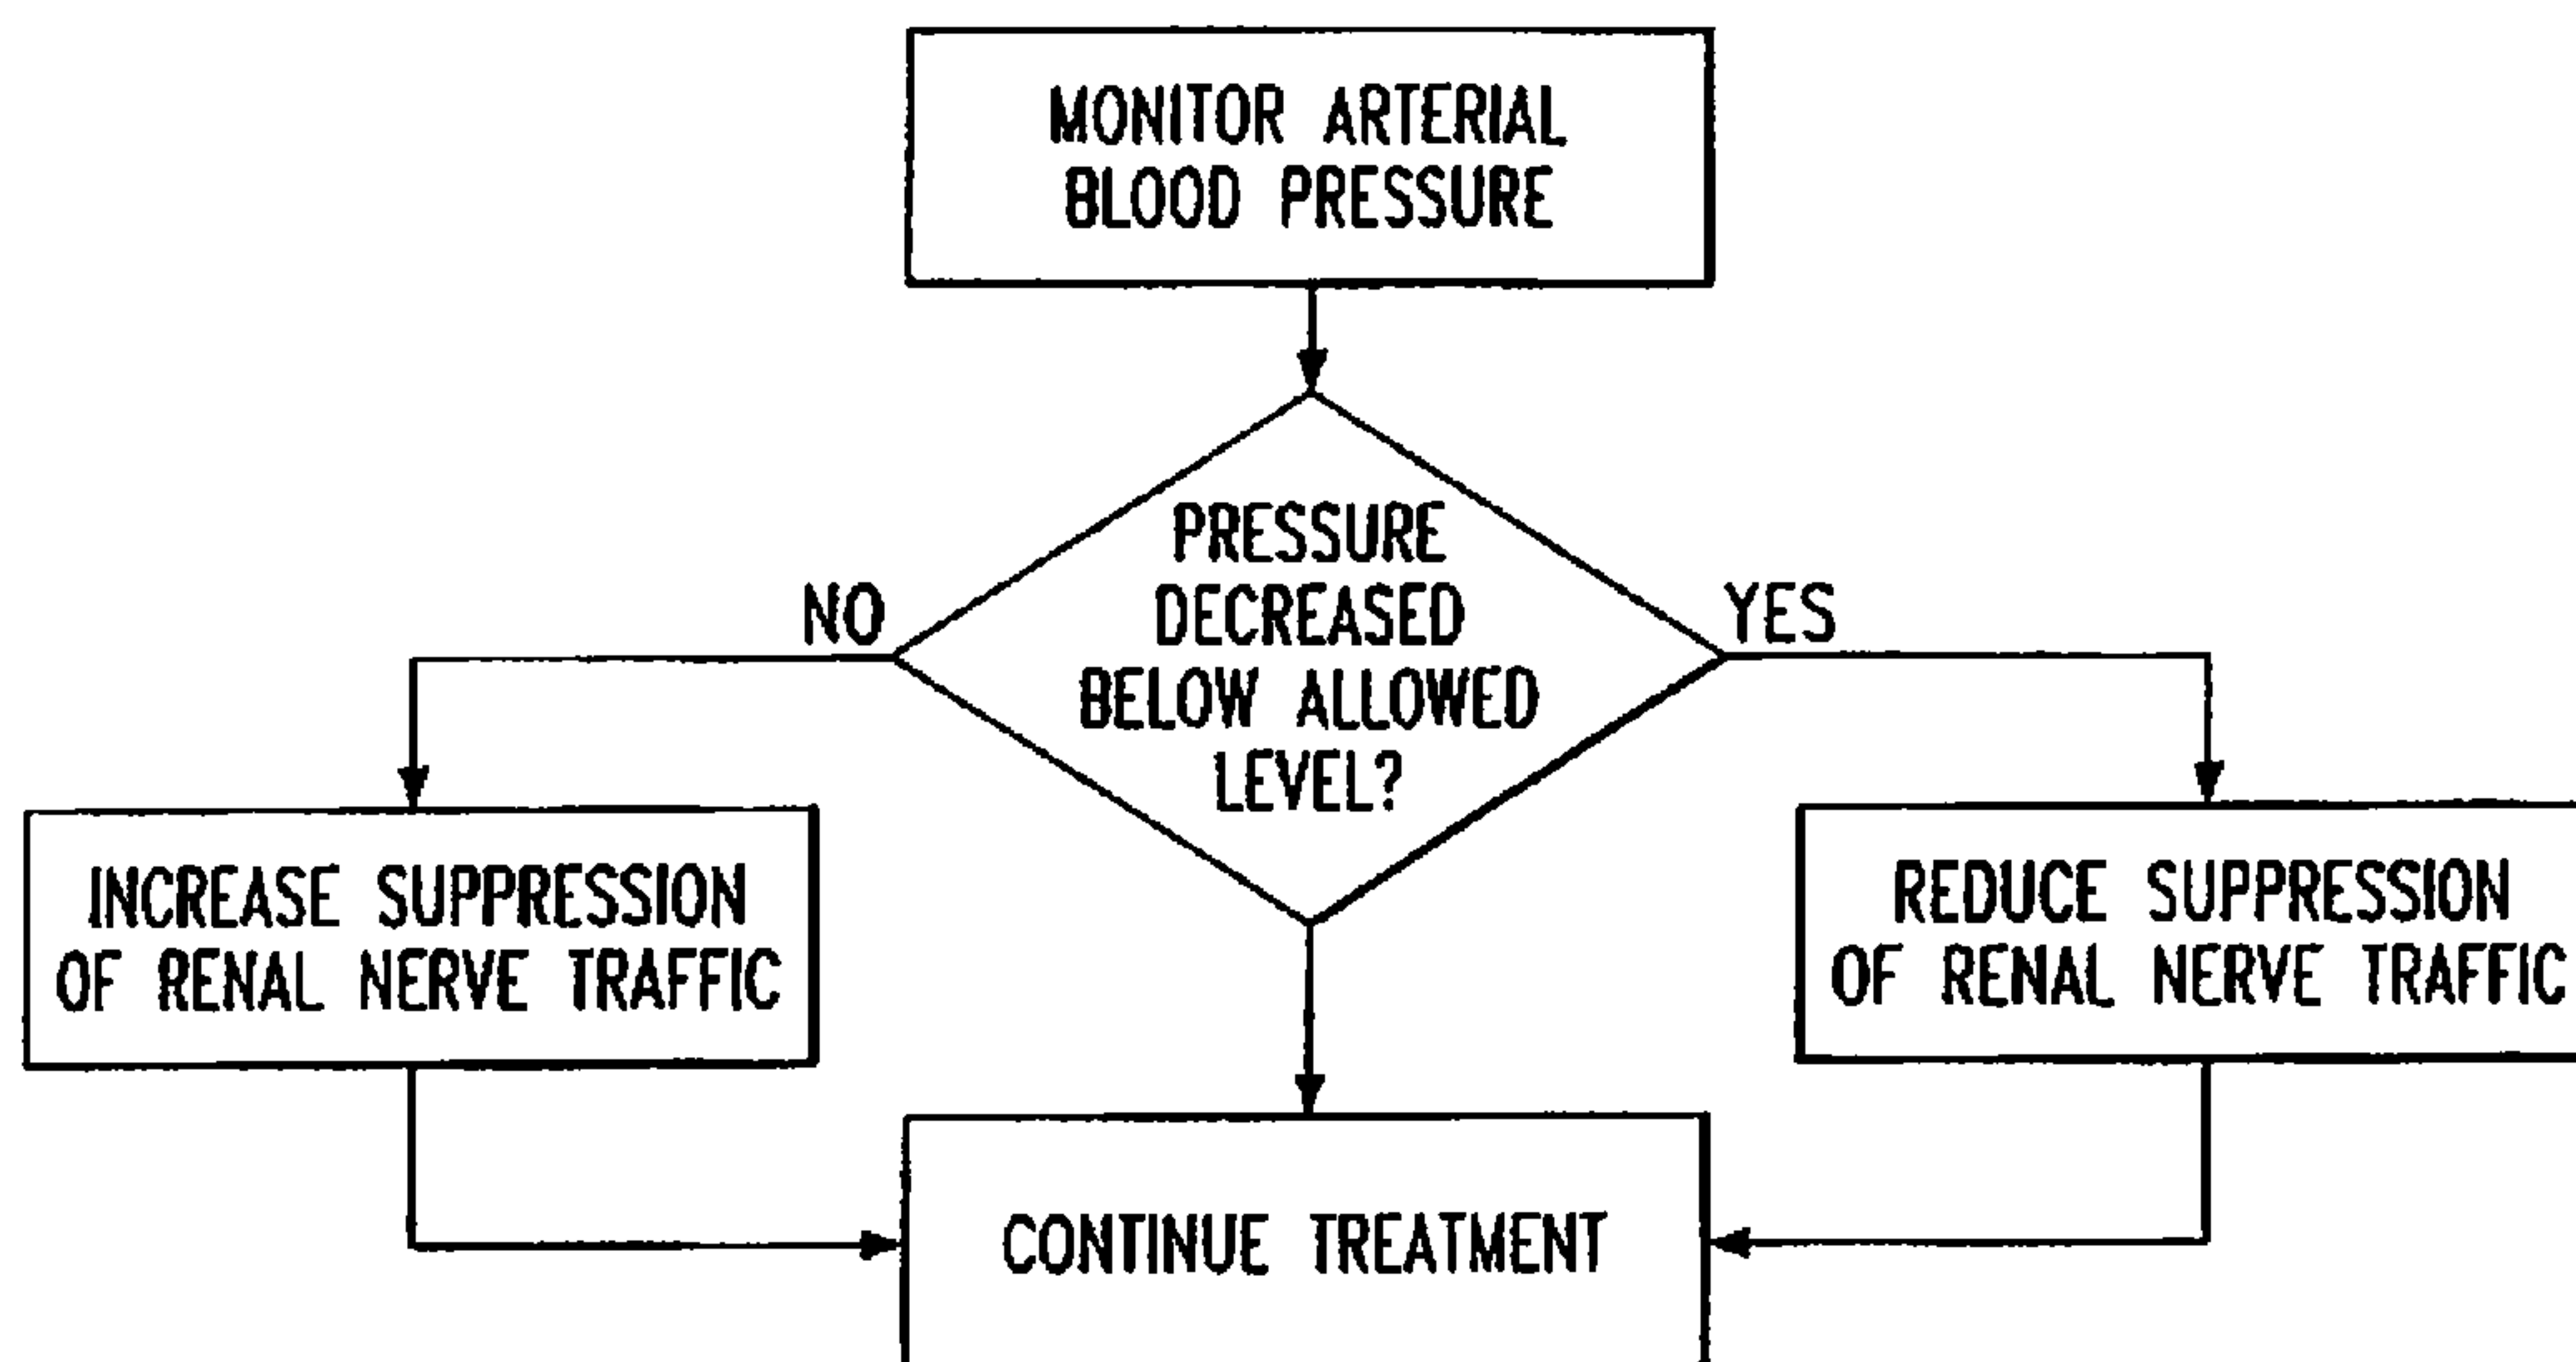 MONITOR ARTERIAL
BLOOD PRESSURE
PRESSURE
DECREASED
BELOW ALLOWED
LEVEL?
NO
YES
INCREASE SUPPRESSION
OF RENAL NERVE TRAFFIC
REDUCE SUPPRESSION
OF RENAL NERVE TRAFFIC
CONTINUE TREATMENT